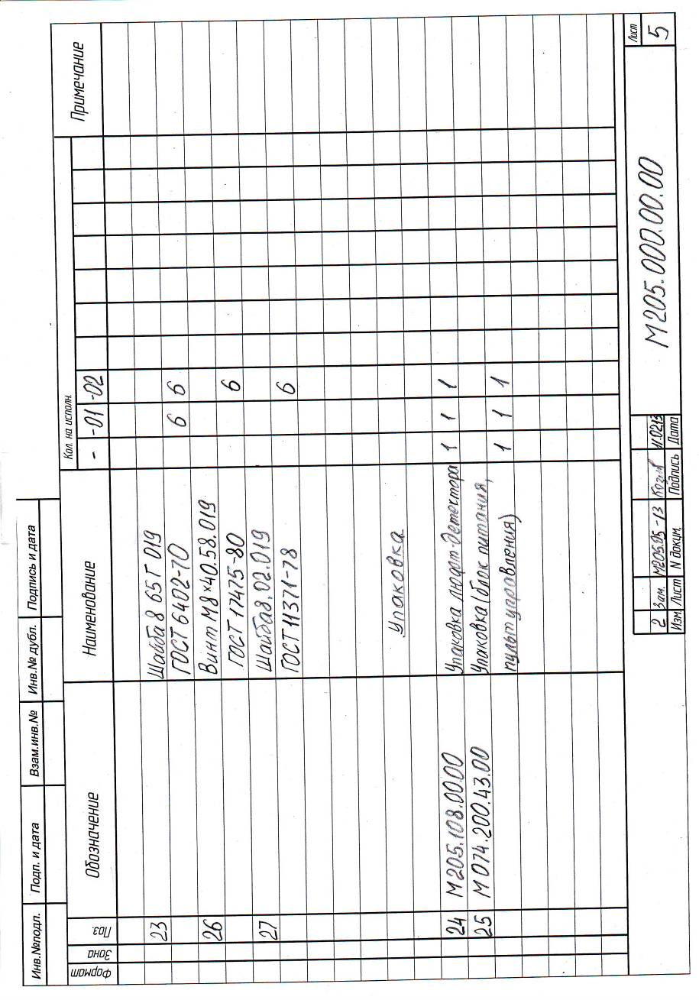 Формат Зона Поз. Обозначение Наименование Кол. на исполн. Примечание
- -01 -02
23 Шайба 8 65Г 019
ГОСТ 6402-70 6 6
26 Винт М8×40.58.019
ГОСТ 17475-80 6
27 Шайба 8.02.019
ГОСТ 11371-78 6
Упаковка
24 М205.108.00.00 Упаковка людт-детектора 1 1 1
25 М074.200.43.00 Упаковка (блок питания,
пульт управления) 1 1 1
Инв.№подл. Подп. и дата Взам.инв.№ Инв.№ дубл. Подпись и дата
2 Зам. М205.05-13 11.0213
Изм Лист N докум. Подпись Дата
М205.000.00.00
Лист
5